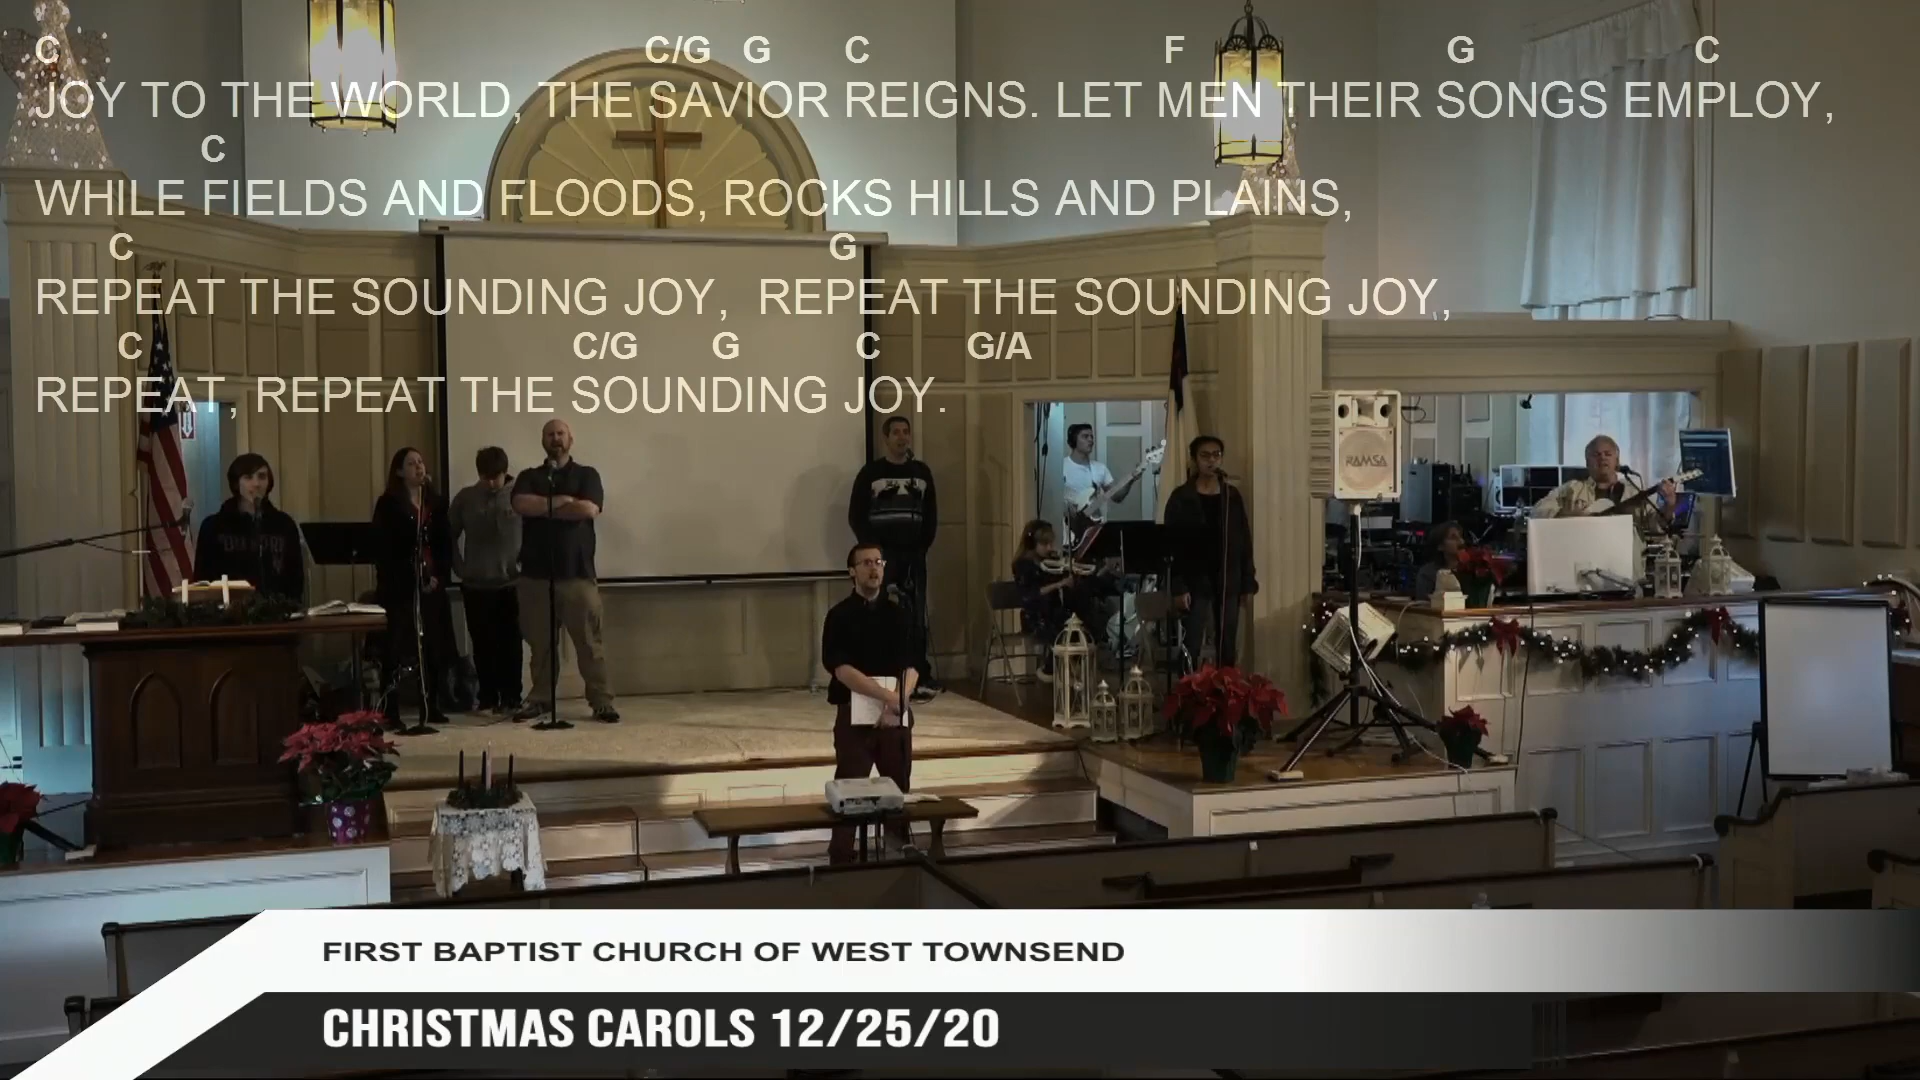 C C/G G C F G C
JOY TO THE WORLD, THE SAVIOR REIGNS. LET MEN THEIR SONGS EMPLOY,
C
WHILE FIELDS AND FLOODS, ROCKS HILLS AND PLAINS,
C G
REPEAT THE SOUNDING JOY, REPEAT THE SOUNDING JOY,
C C/G G C G/A
REPEAT, REPEAT THE SOUNDING JOY.
RAMSA
FIRST BAPTIST CHURCH OF WEST TOWNSEND
CHRISTMAS CAROLS 12/25/20